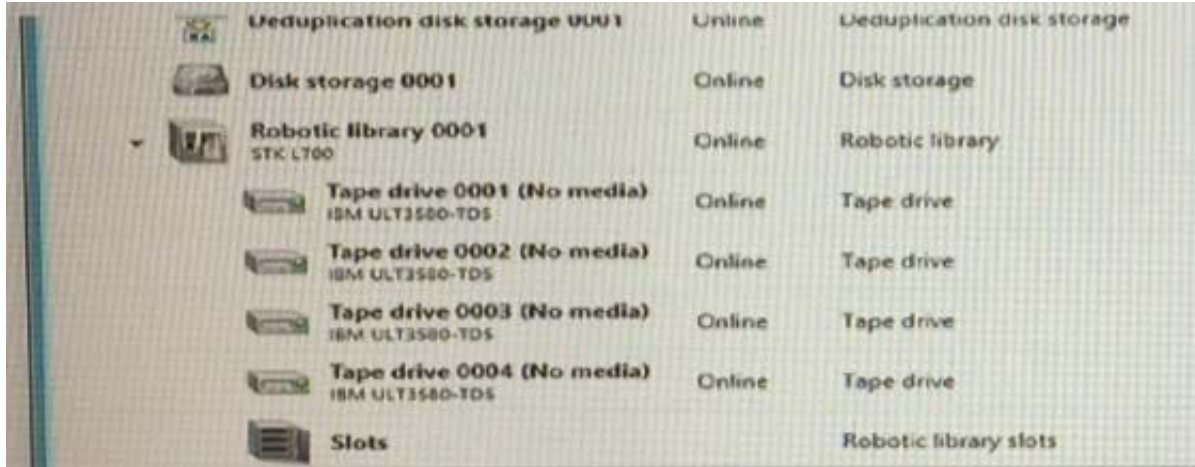 Deduplication disk storage 0001 Online Deduplication disk storage
Disk storage 0001 Online Disk storage
Robotic library 0001 Online Robotic library
STK L700
Tape drive 0001 (No media) Online Tape drive
IBM ULT3580-TD5
Tape drive 0002 (No media) Online Tape drive
IBM ULT3580-TD5
Tape drive 0003 (No media) Online Tape drive
IBM ULT3580-TD5
Tape drive 0004 (No media) Online Tape drive
IBM ULT3580-TD5
Slots Robotic library slots